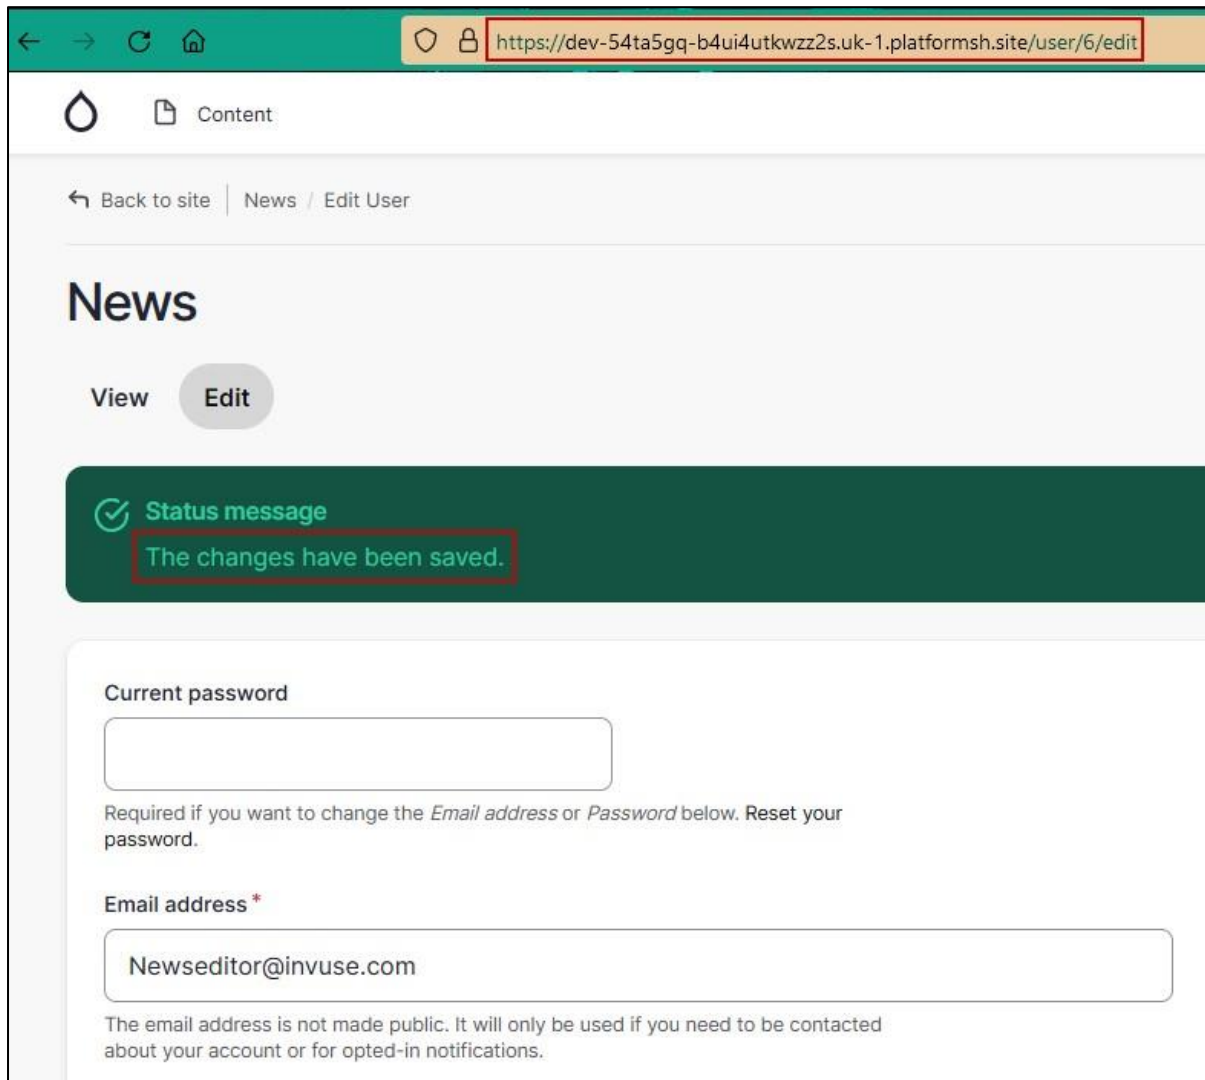 https://dev-54ta5gq-b4ui4utkwzz2s.uk-1.platformsh.site/user/6/edit
Content
Back to site | News / Edit User
News
View Edit
Status message
The changes have been saved.
Current password
Required if you want to change the Email address or Password below. Reset your
password.
Email address *
Newseditor@invuse.com
The email address is not made public. It will only be used if you need to be contacted
about your account or for opted-in notifications.